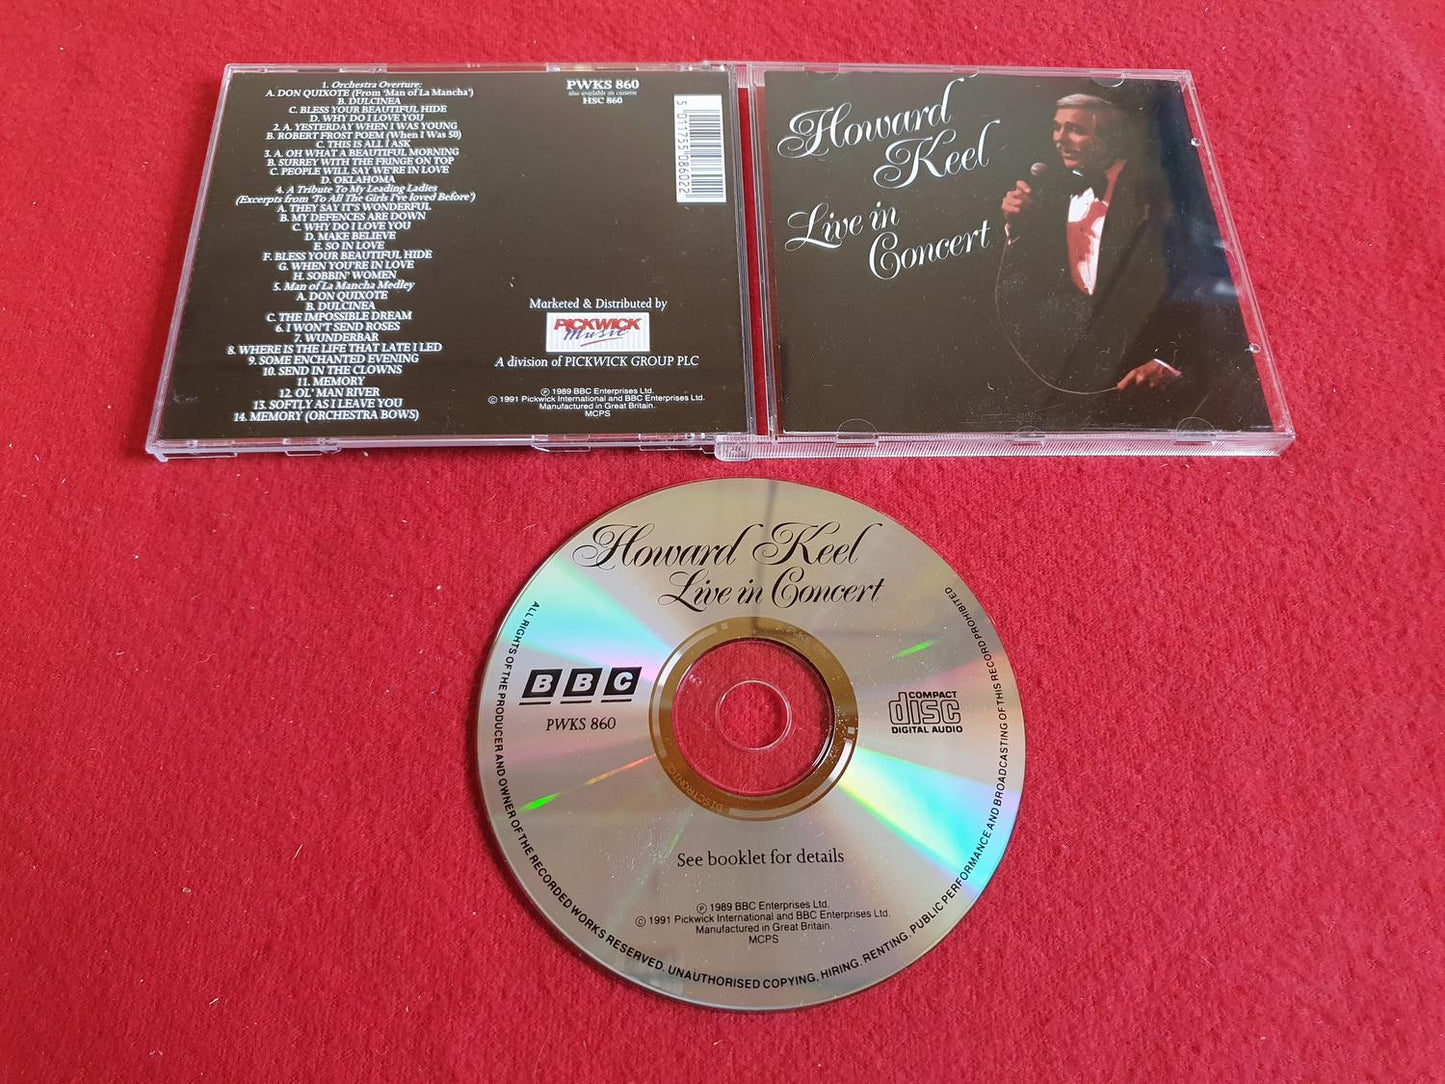 1. Orchestra Overture:
A. DON QUIXOTE (From 'Man of La Mancha')
B. DULCINEA
C. BLESS YOUR BEAUTIFUL HIDE
D. WHY DO I LOVE YOU
2. A. YESTERDAY WHEN I WAS YOUNG
B. ROBERT FROST POEM (When I Was 50)
C. THIS IS ALL I ASK
3. A. OH WHAT A BEAUTIFUL MORNING
B. SURREY WITH THE FRINGE ON TOP
C. PEOPLE WILL SAY WE'RE IN LOVE
D. OKLAHOMA
4. A Tribute To My Leading Ladies
(Excerpts from 'To All The Girls I've loved Before')
A. THEY SAY IT'S WONDERFUL
B. MY DEFENCES ARE DOWN
C. WHY DO I LOVE YOU
D. MAKE BELIEVE
E. SO IN LOVE
F. BLESS YOUR BEAUTIFUL HIDE
G. WHEN YOU'RE IN LOVE
H. SOBBIN' WOMEN
5. Man of La Mancha Medley
A. DON QUIXOTE
B. DULCINEA
C. THE IMPOSSIBLE DREAM
6. I WON'T SEND ROSES
7. WUNDERBAR
8. WHERE IS THE LIFE THAT LATE I LED
9. SOME ENCHANTED EVENING
10. SEND IN THE CLOWNS
11. MEMORY
12. OL' MAN RIVER
13. SOFTLY AS I LEAVE YOU
14. MEMORY (ORCHESTRA BOWS)
PWKS 860
also available on cassette
HSC 860
5 011755 086022
Marketed & Distributed by
PICKWICK
Music
A division of PICKWICK GROUP PLC
℗ 1989 BBC Enterprises Ltd.
© 1991 Pickwick International and BBC Enterprises Ltd.
Manufactured in Great Britain.
MCPS
Howard
Keel
Live in
Concert
Howard Keel
Live in Concert
BBC
PWKS 860
COMPACT
disc
DIGITAL AUDIO
DISCTRONICS
See booklet for details
℗ 1989 BBC Enterprises Ltd.
© 1991 Pickwick International and BBC Enterprises Ltd.
Manufactured in Great Britain.
MCPS
ALL RIGHTS OF THE PRODUCER AND OWNER OF THE RECORDED WORKS RESERVED. UNAUTHORISED COPYING, HIRING, RENTING, PUBLIC PERFORMANCE AND BROADCASTING OF THIS RECORD PROHIBITED